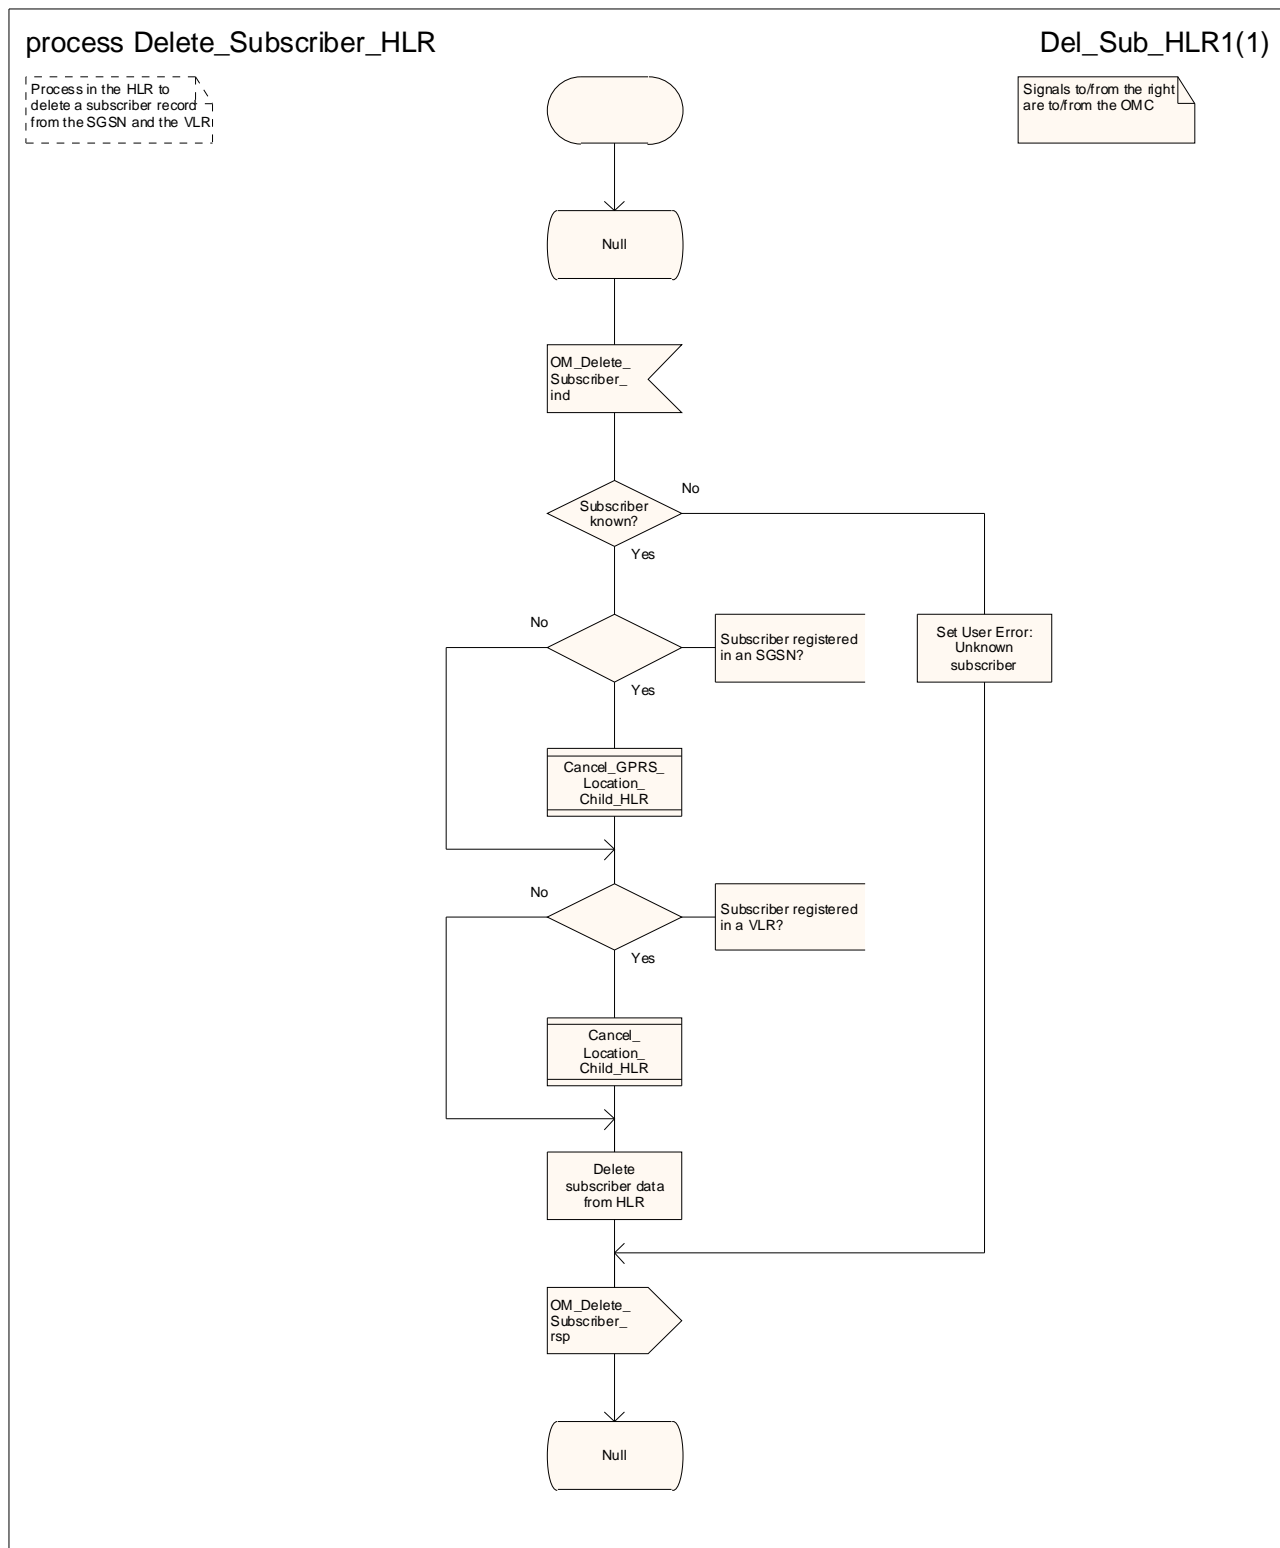 process Delete_Subscriber_HLR
Del_Sub_HLR1(1)
Process in the HLR to
delete a subscriber record
from the SGSN and the VLR
Signals to/from the right
are to/from the OMC
Null
OM_Delete_
Subscriber_
ind
Subscriber
known?
No
Yes
No
Subscriber registered
in an SGSN?
Set User Error:
Unknown
subscriber
Yes
Cancel_GPRS_
Location_
Child_HLR
No
Subscriber registered
in a VLR?
Yes
Cancel_
Location_
Child_HLR
Delete
subscriber data
from HLR
OM_Delete_
Subscriber_
rsp
Null